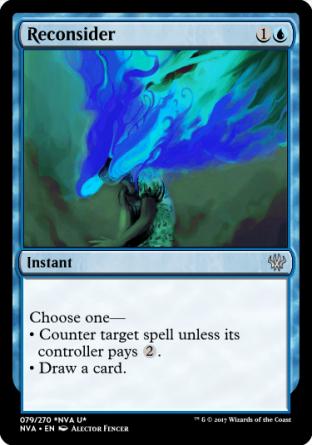 Reconsider 1
Instant
Choose one—
• Counter target spell unless its
controller pays 2.
• Draw a card.
079/270 *NVA U*
NVA • EN ALECTOR FENCER
™ & © 2017 Wizards of the Coast